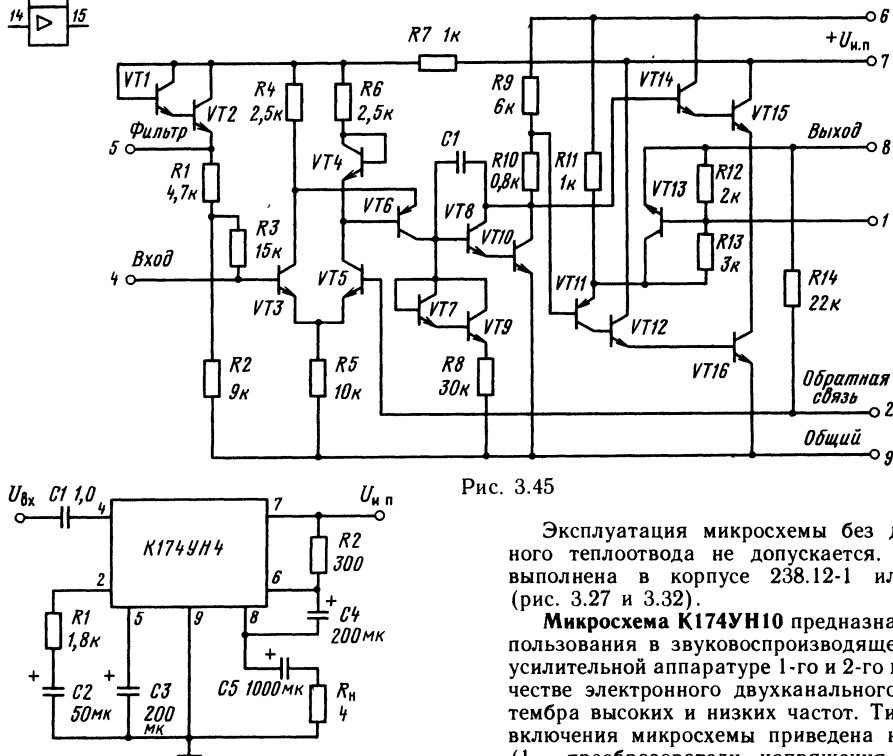 14 15
R7 1к
6
+Uи.п
7
VT1
R4
2,5к
R6
2,5к
R9
6к
VT14
VT2
VT15
Фильтр
5
C1
Выход
8
R1
4,7к
VT4
R10
0,8к
R11
1к
VT13
R12
2к
VT6
VT8
R3
15к
VT10
1
R13
3к
Вход
4
VT11
VT3
VT5
VT7
VT9
VT12
R14
22к
R2
9к
R5
10к
R8
30к
VT16
Обратная
связь
2
Общий
9
Рис. 3.45
Uвх C1 1,0 4
7 Uи п
К174УН4
R2
300
2
6
R1
1,8к
5 9 8
C4
200мк
+
+
+
+
C2
50мк
C3
200
мк
C5 1000мк
Rн
4
Эксплуатация микросхемы без д
ного теплоотвода не допускается.
выполнена в корпусе 238.12-1 ил
(рис. 3.27 и 3.32).
Микросхема К174УН10 предназна
пользования в звуковоспроизводяще
усилительной аппаратуре 1-го и 2-го
честве электронного двухканального
тембра высоких и низких частот. Ти
включения микросхемы приведена